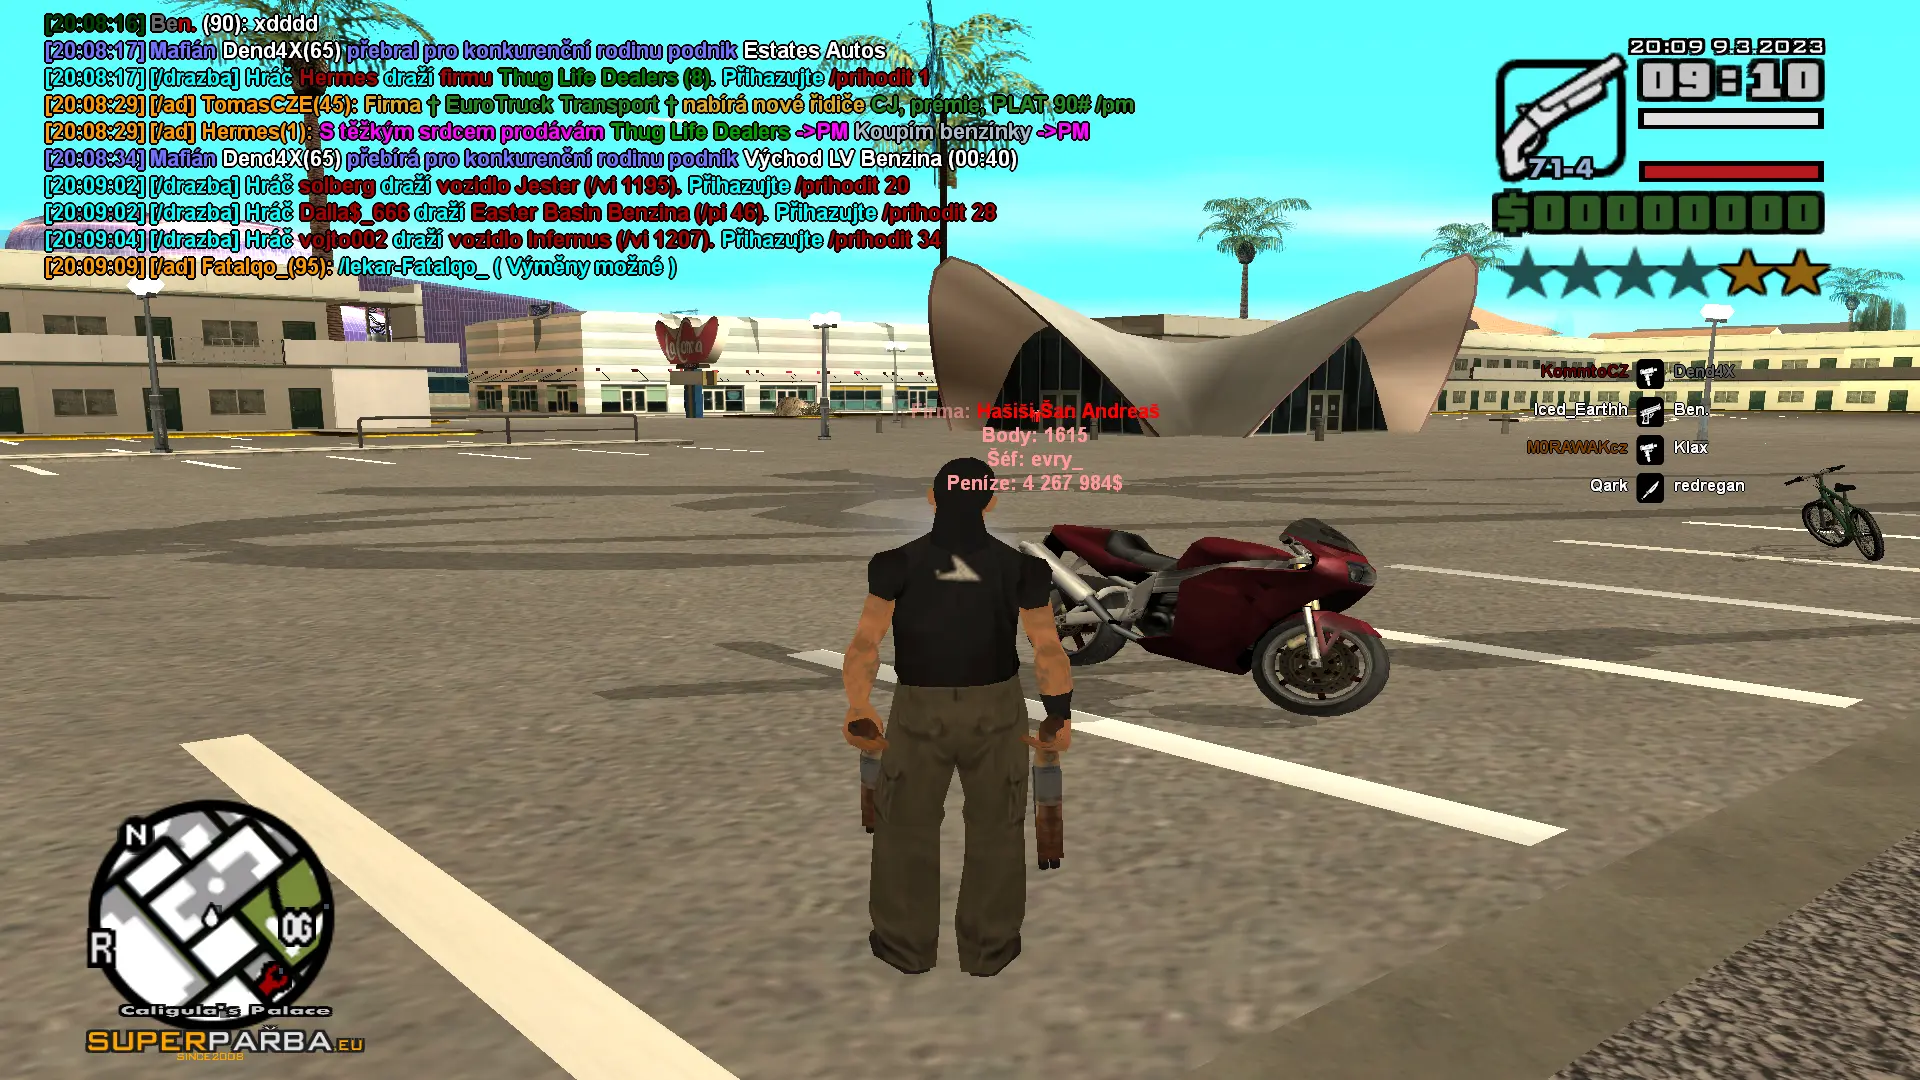 [20:08:16] Ben. (90): xdddd
[20:08:17] Mafián Dend4X(65) přebral pro konkurenční rodinu podnik Estates Autos
[20:08:17] [/drazba] Hráč Hermes draží firmu Thug Life Dealers (8). Přihazujte /prihodit 1
[20:08:29] [/ad] TomasCZE(45): Firma † EuroTruck Transport † nabírá nové řidiče CJ, prémie, PLAT 90# /pm
[20:08:29] [/ad] Hermes(1): S těžkým srdcem prodávám Thug Life Dealers ->PM Koupím benzínky ->PM
[20:08:34] Mafián Dend4X(65) přebírá pro konkurenční rodinu podnik Východ LV Benzina (00:40)
[20:09:02] [/drazba] Hráč solberg draží vozidlo Jester (/vi 1195). Přihazujte /prihodit 20
[20:09:02] [/drazba] Hráč Dalla$_666 draží Easter Basin Benzina (/pi 46). Přihazujte /prihodit 28
[20:09:04] [/drazba] Hráč vojto002 draží vozidlo Infernus (/vi 1207). Přihazujte /prihodit 34
[20:09:09] [/ad] Fatalqo_(95): /lekar-Fatalqo_ ( Výměny možné )
20:09 9.3.2023
09:10
71-4
$00000000
KommtoCZ Dend4X
Iced_Earthh Ben.
M0RAWAKcz Klax
Qark redregan
Firma: Hašiši Šan Andreaš
Body: 1615
Šéf: evry_
Peníze: 4 267 984$
N
OG
R
Caligula's Palace
SUPERPAŘBA.EU
SINCE2008